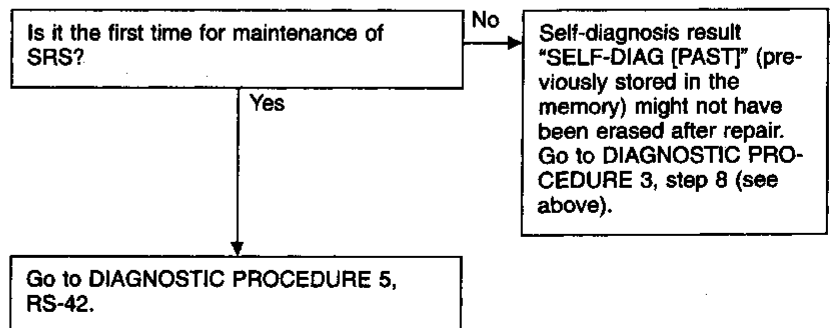 Is it the first time for maintenance of
SRS?
No
Self-diagnosis result
"SELF-DIAG [PAST]" (pre-
viously stored in the
memory) might not have
been erased after repair.
Go to DIAGNOSTIC PRO-
CEDURE 3, step 8 (see
above).
Yes
Go to DIAGNOSTIC PROCEDURE 5,
RS-42.